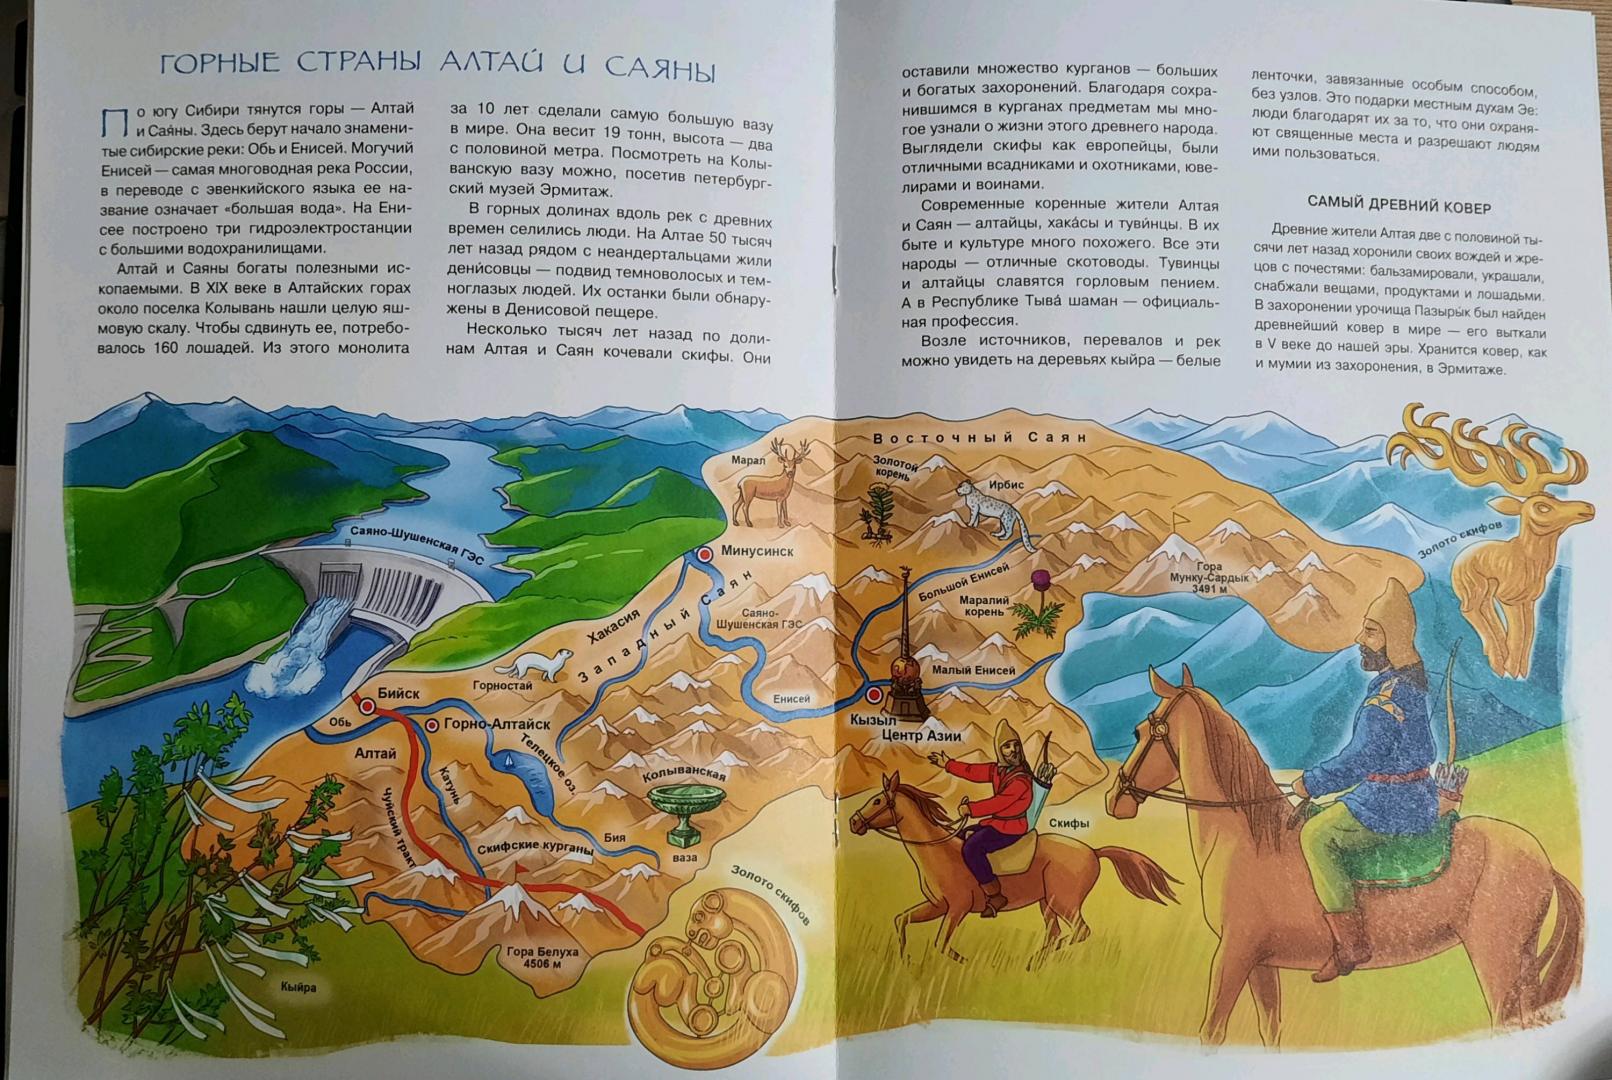 ГОРНЫЕ СТРАНЫ АЛТАЙ И САЯНЫ
По югу Сибири тянутся горы — Алтай
и Сая́ны. Здесь берут начало знамени-
тые сибирские реки: Обь и Енисей. Могучий
Енисей — самая многоводная река России,
в переводе с эвенкийского языка ее на-
звание означает «большая вода». На Ени-
сее построено три гидроэлектростанции
с большими водохранилищами.
Алтай и Саяны богаты полезными ис-
копаемыми. В XIX веке в Алтайских горах
около поселка Колывань нашли целую яш-
мовую скалу. Чтобы сдвинуть ее, потребо-
валось 160 лошадей. Из этого монолита
за 10 лет сделали самую большую вазу
в мире. Она весит 19 тонн, высота — два
с половиной метра. Посмотреть на Колы-
ванскую вазу можно, посетив петербург-
ский музей Эрмитаж.
В горных долинах вдоль рек с древних
времен селились люди. На Алтае 50 тысяч
лет назад рядом с неандертальцами жили
дени́совцы — подвид темноволосых и тем-
ноглазых людей. Их останки были обнару-
жены в Денисовой пещере.
Несколько тысяч лет назад по доли-
нам Алтая и Саян кочевали скифы. Они
оставили множество курганов — больших
и богатых захоронений. Благодаря сохра-
нившимся в курганах предметам мы мно-
гое узнали о жизни этого древнего народа.
Выглядели скифы как европейцы, были
отличными всадниками и охотниками, юве-
лирами и воинами.
Современные коренные жители Алтая
и Саян — алтайцы, хака́сы и туви́нцы. В их
быте и культуре много похожего. Все эти
народы — отличные скотоводы. Тувинцы
и алтайцы славятся горловым пением.
А в Республике Тыва́ шаман — официаль-
ная профессия.
Возле источников, перевалов и рек
можно увидеть на деревьях кыйра — белые
ленточки, завязанные особым способом,
без узлов. Это подарки местным духам Эе:
люди благодарят их за то, что они охраня-
ют священные места и разрешают людям
ими пользоваться.
САМЫЙ ДРЕВНИЙ КОВЕР
Древние жители Алтая две с половиной ты-
сячи лет назад хоронили своих вождей и жре-
цов с почестями: бальзамировали, украшали,
снабжали вещами, продуктами и лошадьми.
В захоронении урочища Пазыры́к был найден
древнейший ковер в мире — его выткали
в V веке до нашей эры. Хранится ковер, как
и мумии из захоронения, в Эрмитаже.
Восточный Саян
Марал
Золотой
корень
Ирбис
Золото скифов
Саяно-Шушенская ГЭС
Минусинск
Большой Енисей
Гора
Мунку-Сардык
3491 м
Западный Саян
Хакасия
Саяно-
Шушенская ГЭС
Маралий
корень
Горностай
Малый Енисей
Бийск
Енисей
Обь
Горно-Алтайск
Кызыл
Центр Азии
Алтай
Телецкое оз.
Катунь
Колыванская
ваза
Чуйский тракт
Скифы
Бия
Скифские курганы
Золото скифов
Гора Белуха
4506 м
Кыйра